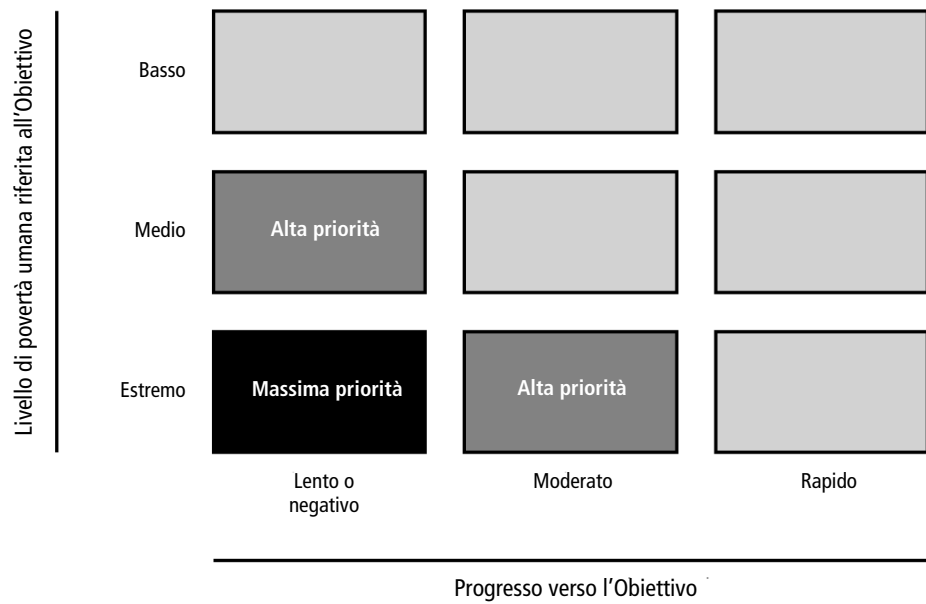 Livello di povertà umana riferita all'Obiettivo
Basso
Medio
Alta priorità
Estremo
Massima priorità
Alta priorità
Lento o
negativo
Moderato
Rapido
Progresso verso l'Obiettivo